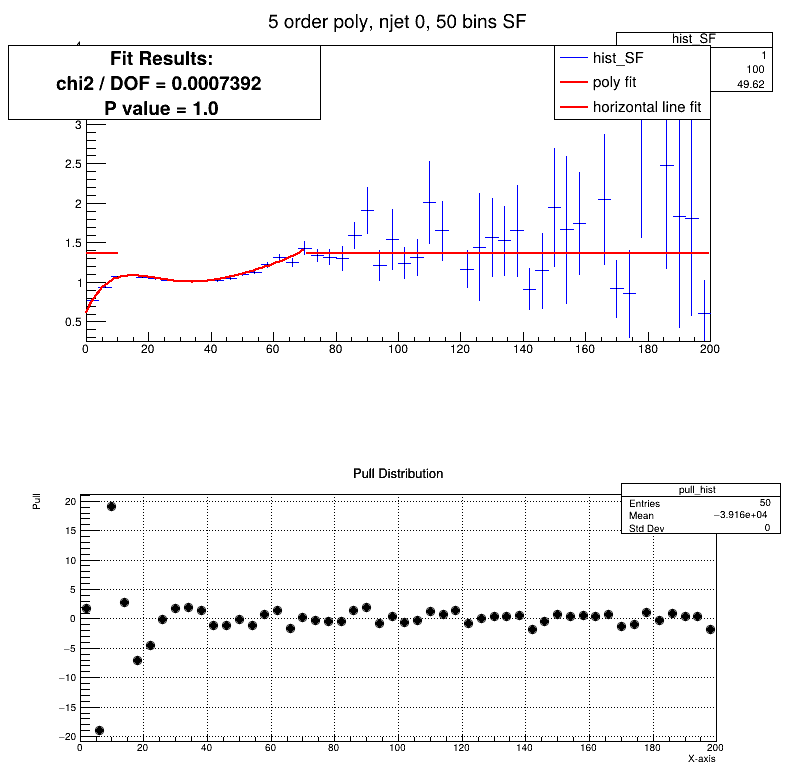 5 order poly, njet 0, 50 bins SF
hist_SF
1
100
49.62
Fit Results:
chi2 / DOF = 0.0007392
P value = 1.0
hist_SF
poly fit
horizontal line fit
3
2.5
2
1.5
1
0.5
0 20 40 60 80 100 120 140 160 180 200
Pull Distribution
pull_hist
Entries 50
Mean −3.916e+04
Std Dev 0
Pull
20
15
10
5
0
−5
−10
−15
−20
0 20 40 60 80 100 120 140 160 180 200
X-axis